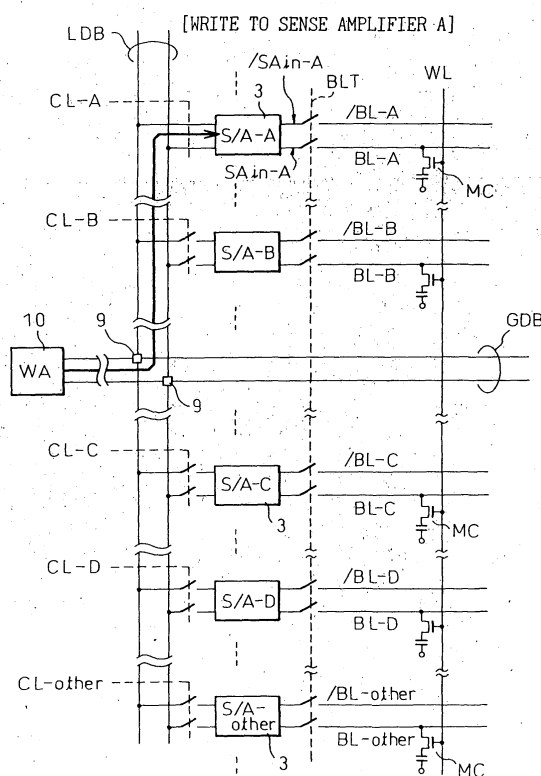 [WRITE TO SENSE AMPLIFIER A]
LDB
/SAin-A
BLT
WL
CL-A
3
/BL-A
S/A-A
BL-A
SAin-A
MC
CL-B
/BL-B
S/A-B
BL-B
10
9
GDB
WA
9
CL-C
/BL-C
S/A-C
BL-C
3
MC
CL-D
/BL-D
S/A-D
BL-D
CL-other
/BL-other
S/A-
other
BL-other
3
MC